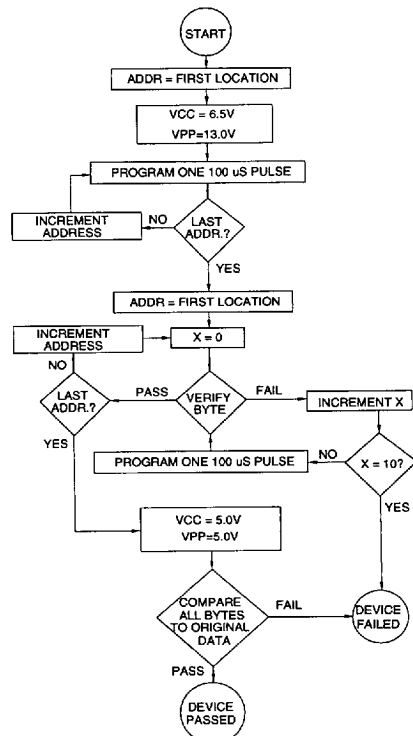 START
ADDR = FIRST LOCATION
VCC = 6.5V
VPP=13.0V
PROGRAM ONE 100 uS PULSE
INCREMENT
ADDRESS
NO
LAST
ADDR.?
YES
ADDR = FIRST LOCATION
INCREMENT
ADDRESS
X = 0
NO
LAST
ADDR.?
PASS
VERIFY
BYTE
FAIL
INCREMENT X
YES
PROGRAM ONE 100 uS PULSE
NO
X = 10?
YES
VCC = 5.0V
VPP=5.0V
COMPARE
ALL BYTES
TO ORIGINAL
DATA
FAIL
DEVICE
FAILED
PASS
DEVICE
PASSED